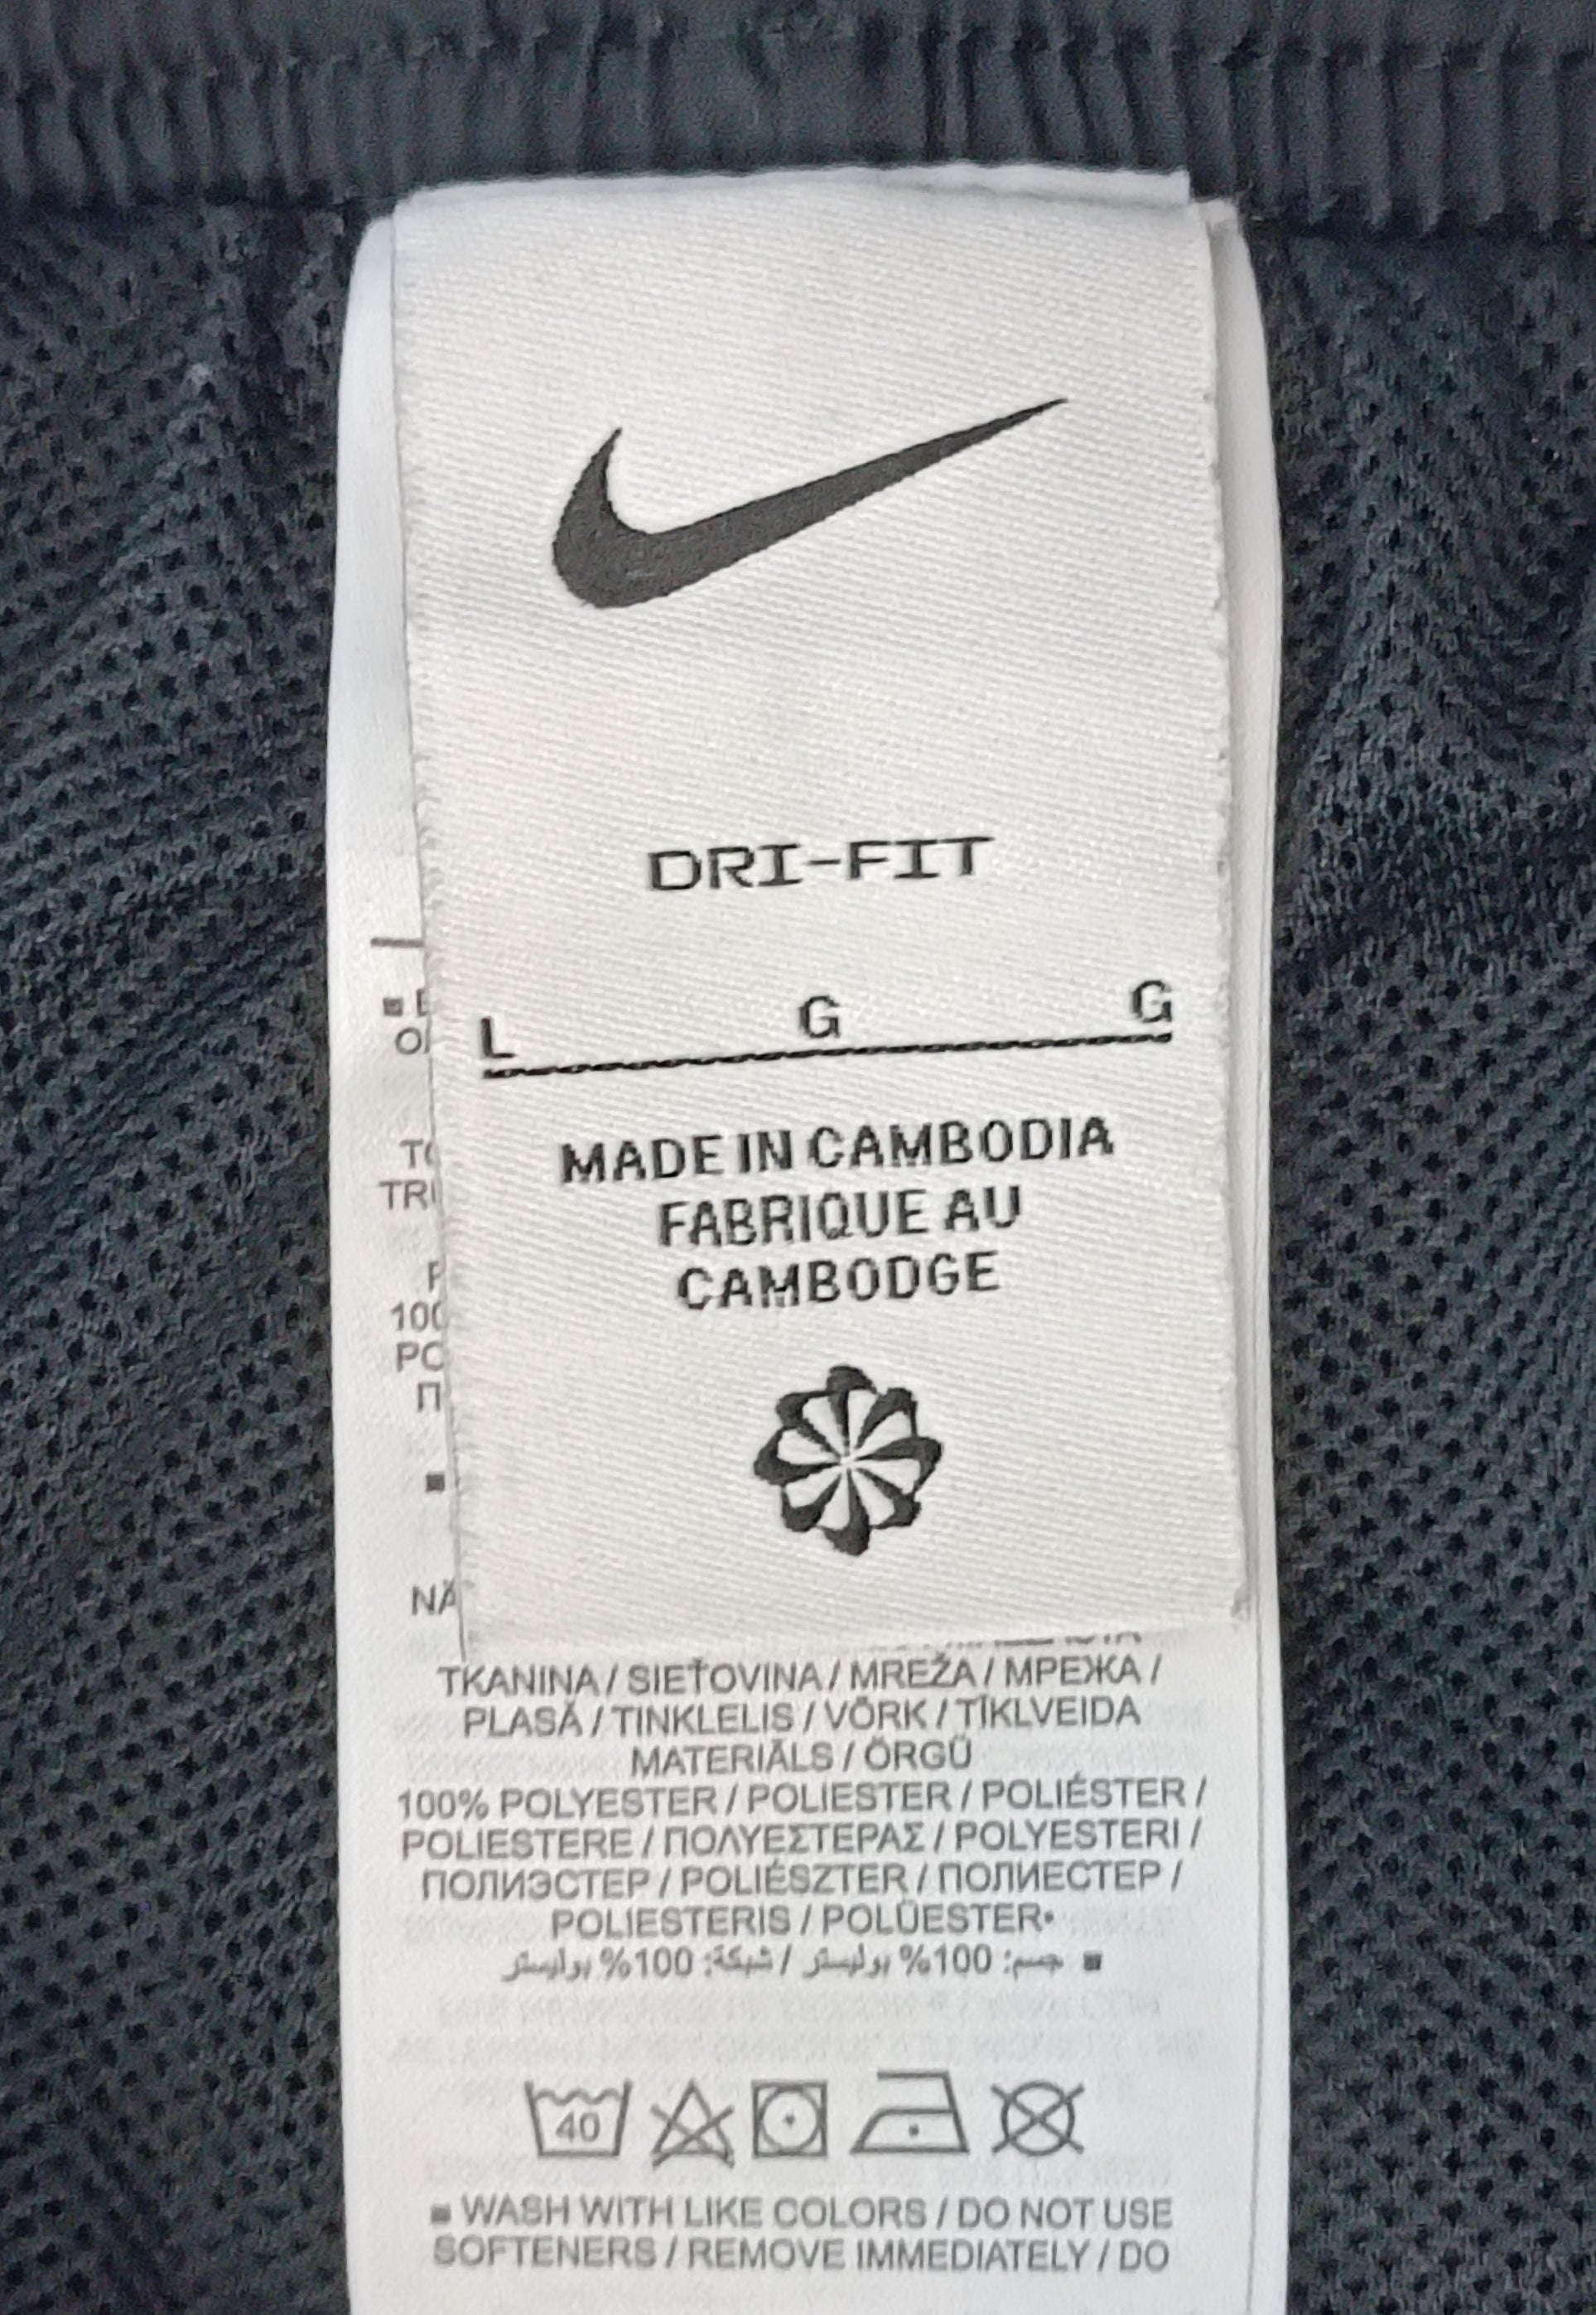 DRI-FIT
L G G
MADE IN CAMBODIA
FABRIQUE AU
CAMBODGE
TKANINA / SIEŤOVINA / MREŽA / МРЕЖА /
PLASĂ / TINKLELIS / VÕRK / TĪKLVEIDA
MATERIĀLS / ÖRGÜ
100% POLYESTER / POLIESTER / POLIÉSTER /
POLIESTERE / ΠΟΛΥΕΣΤΕΡΑΣ / POLYESTERI /
ПОЛИЭСТЕР / POLIÉSZTER / ПОЛИЕСТЕР /
POLIESTERIS / POLÜESTER•
■ جسم: 100% بوليستر / شبكة: 100% بوليستر
40
■ WASH WITH LIKE COLORS / DO NOT USE
SOFTENERS / REMOVE IMMEDIATELY / DO